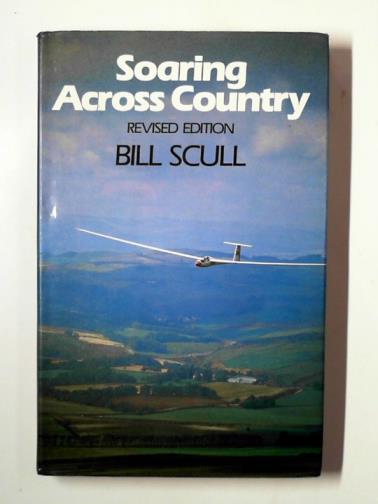 Soaring
Across Country
REVISED EDITION
BILL SCULL